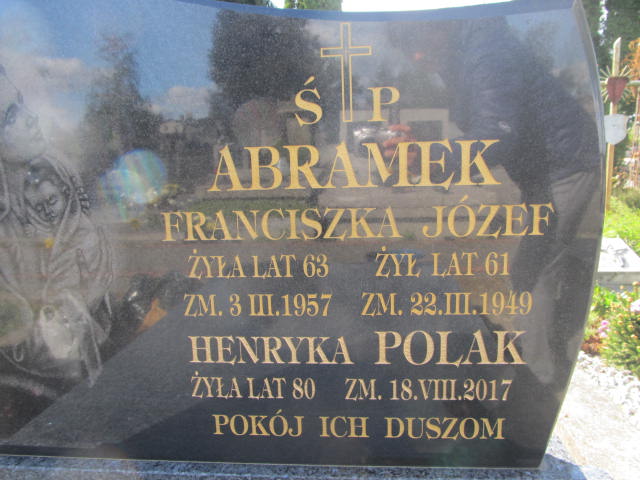 Ś P
ABRAMEK
FRANCISZKA JÓZEF
ŻYŁA LAT 63 ŻYŁ LAT 61
ZM. 3 III.1957 ZM. 22.III.1949
HENRYKA POLAK
ŻYŁA LAT 80 ZM. 18.VIII.2017
POKÓJ ICH DUSZOM